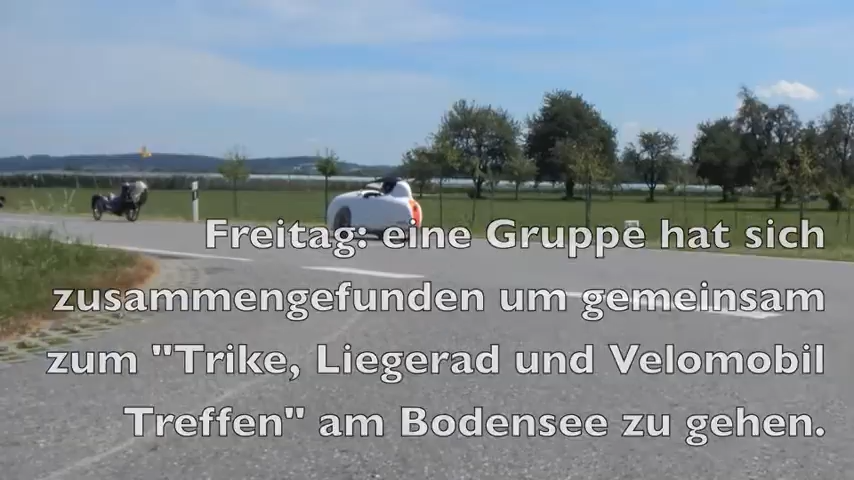 Freitag: eine Gruppe hat sich
zusammengefunden um gemeinsam
zum "Trike, Liegerad und Velomobil
Treffen" am Bodensee zu gehen.